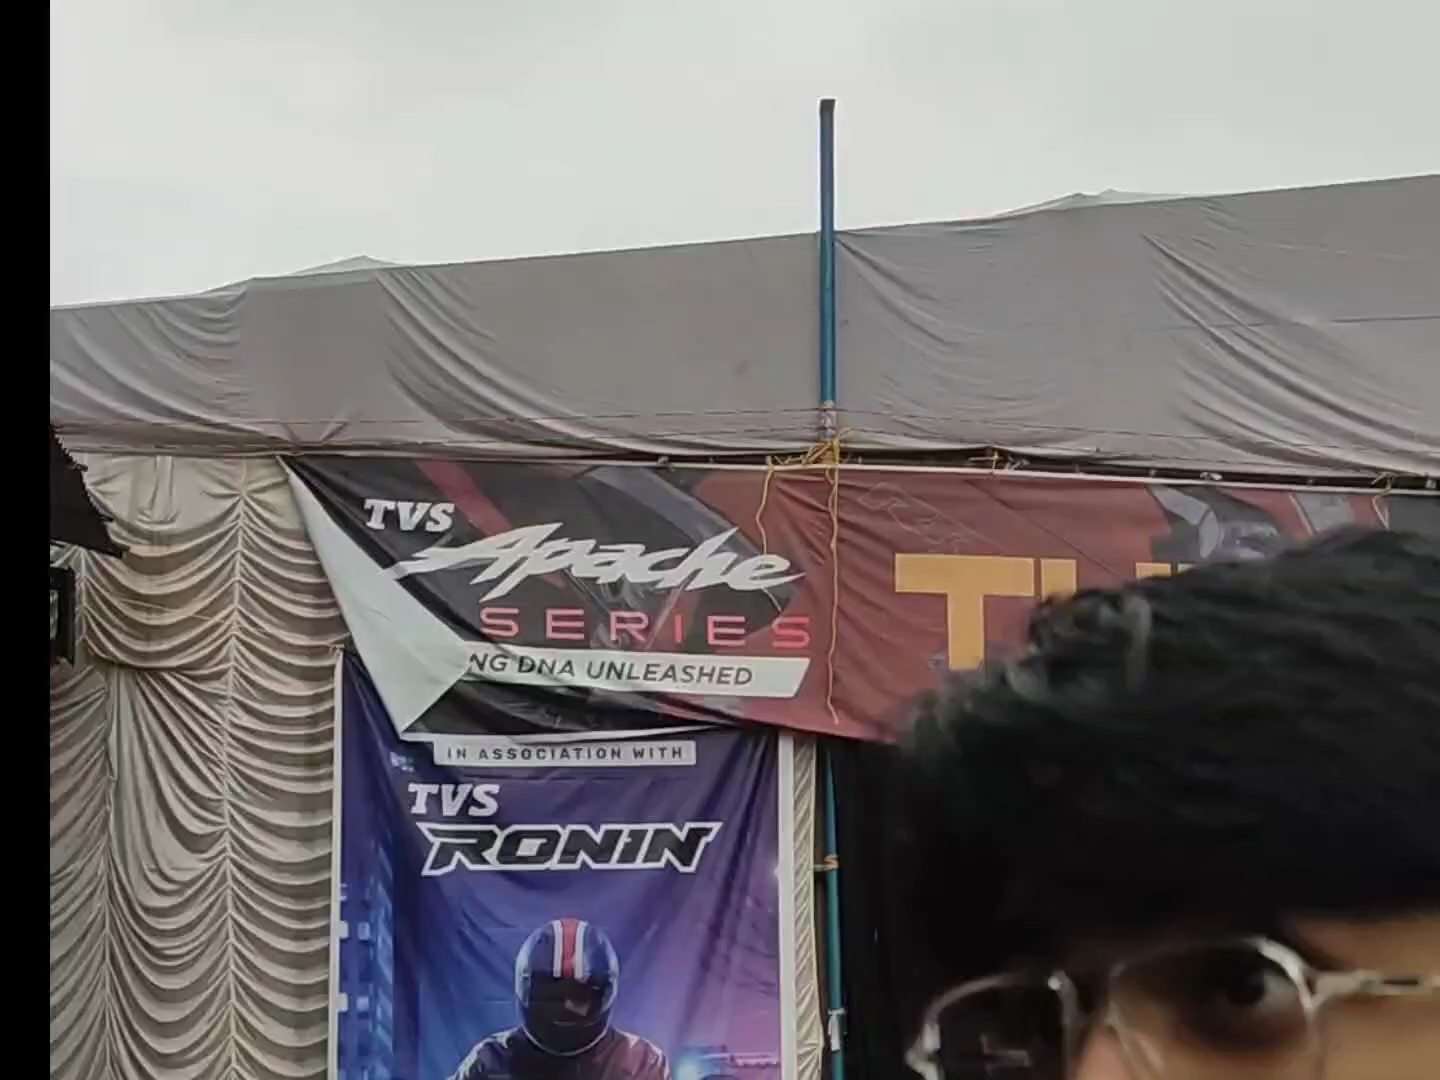 TVS
Apache
SERIES
NG DNA UNLEASHED
IN ASSOCIATION WITH
TVS
RONIN